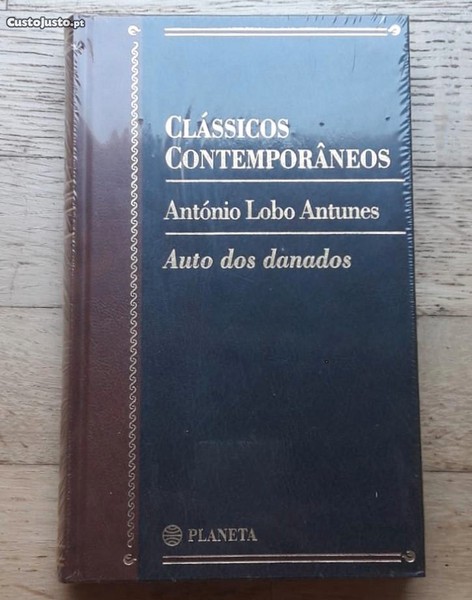 CustoJusto.pt
CLÁSSICOS
CONTEMPORÂNEOS
António Lobo Antunes
Auto dos danados
PLANETA